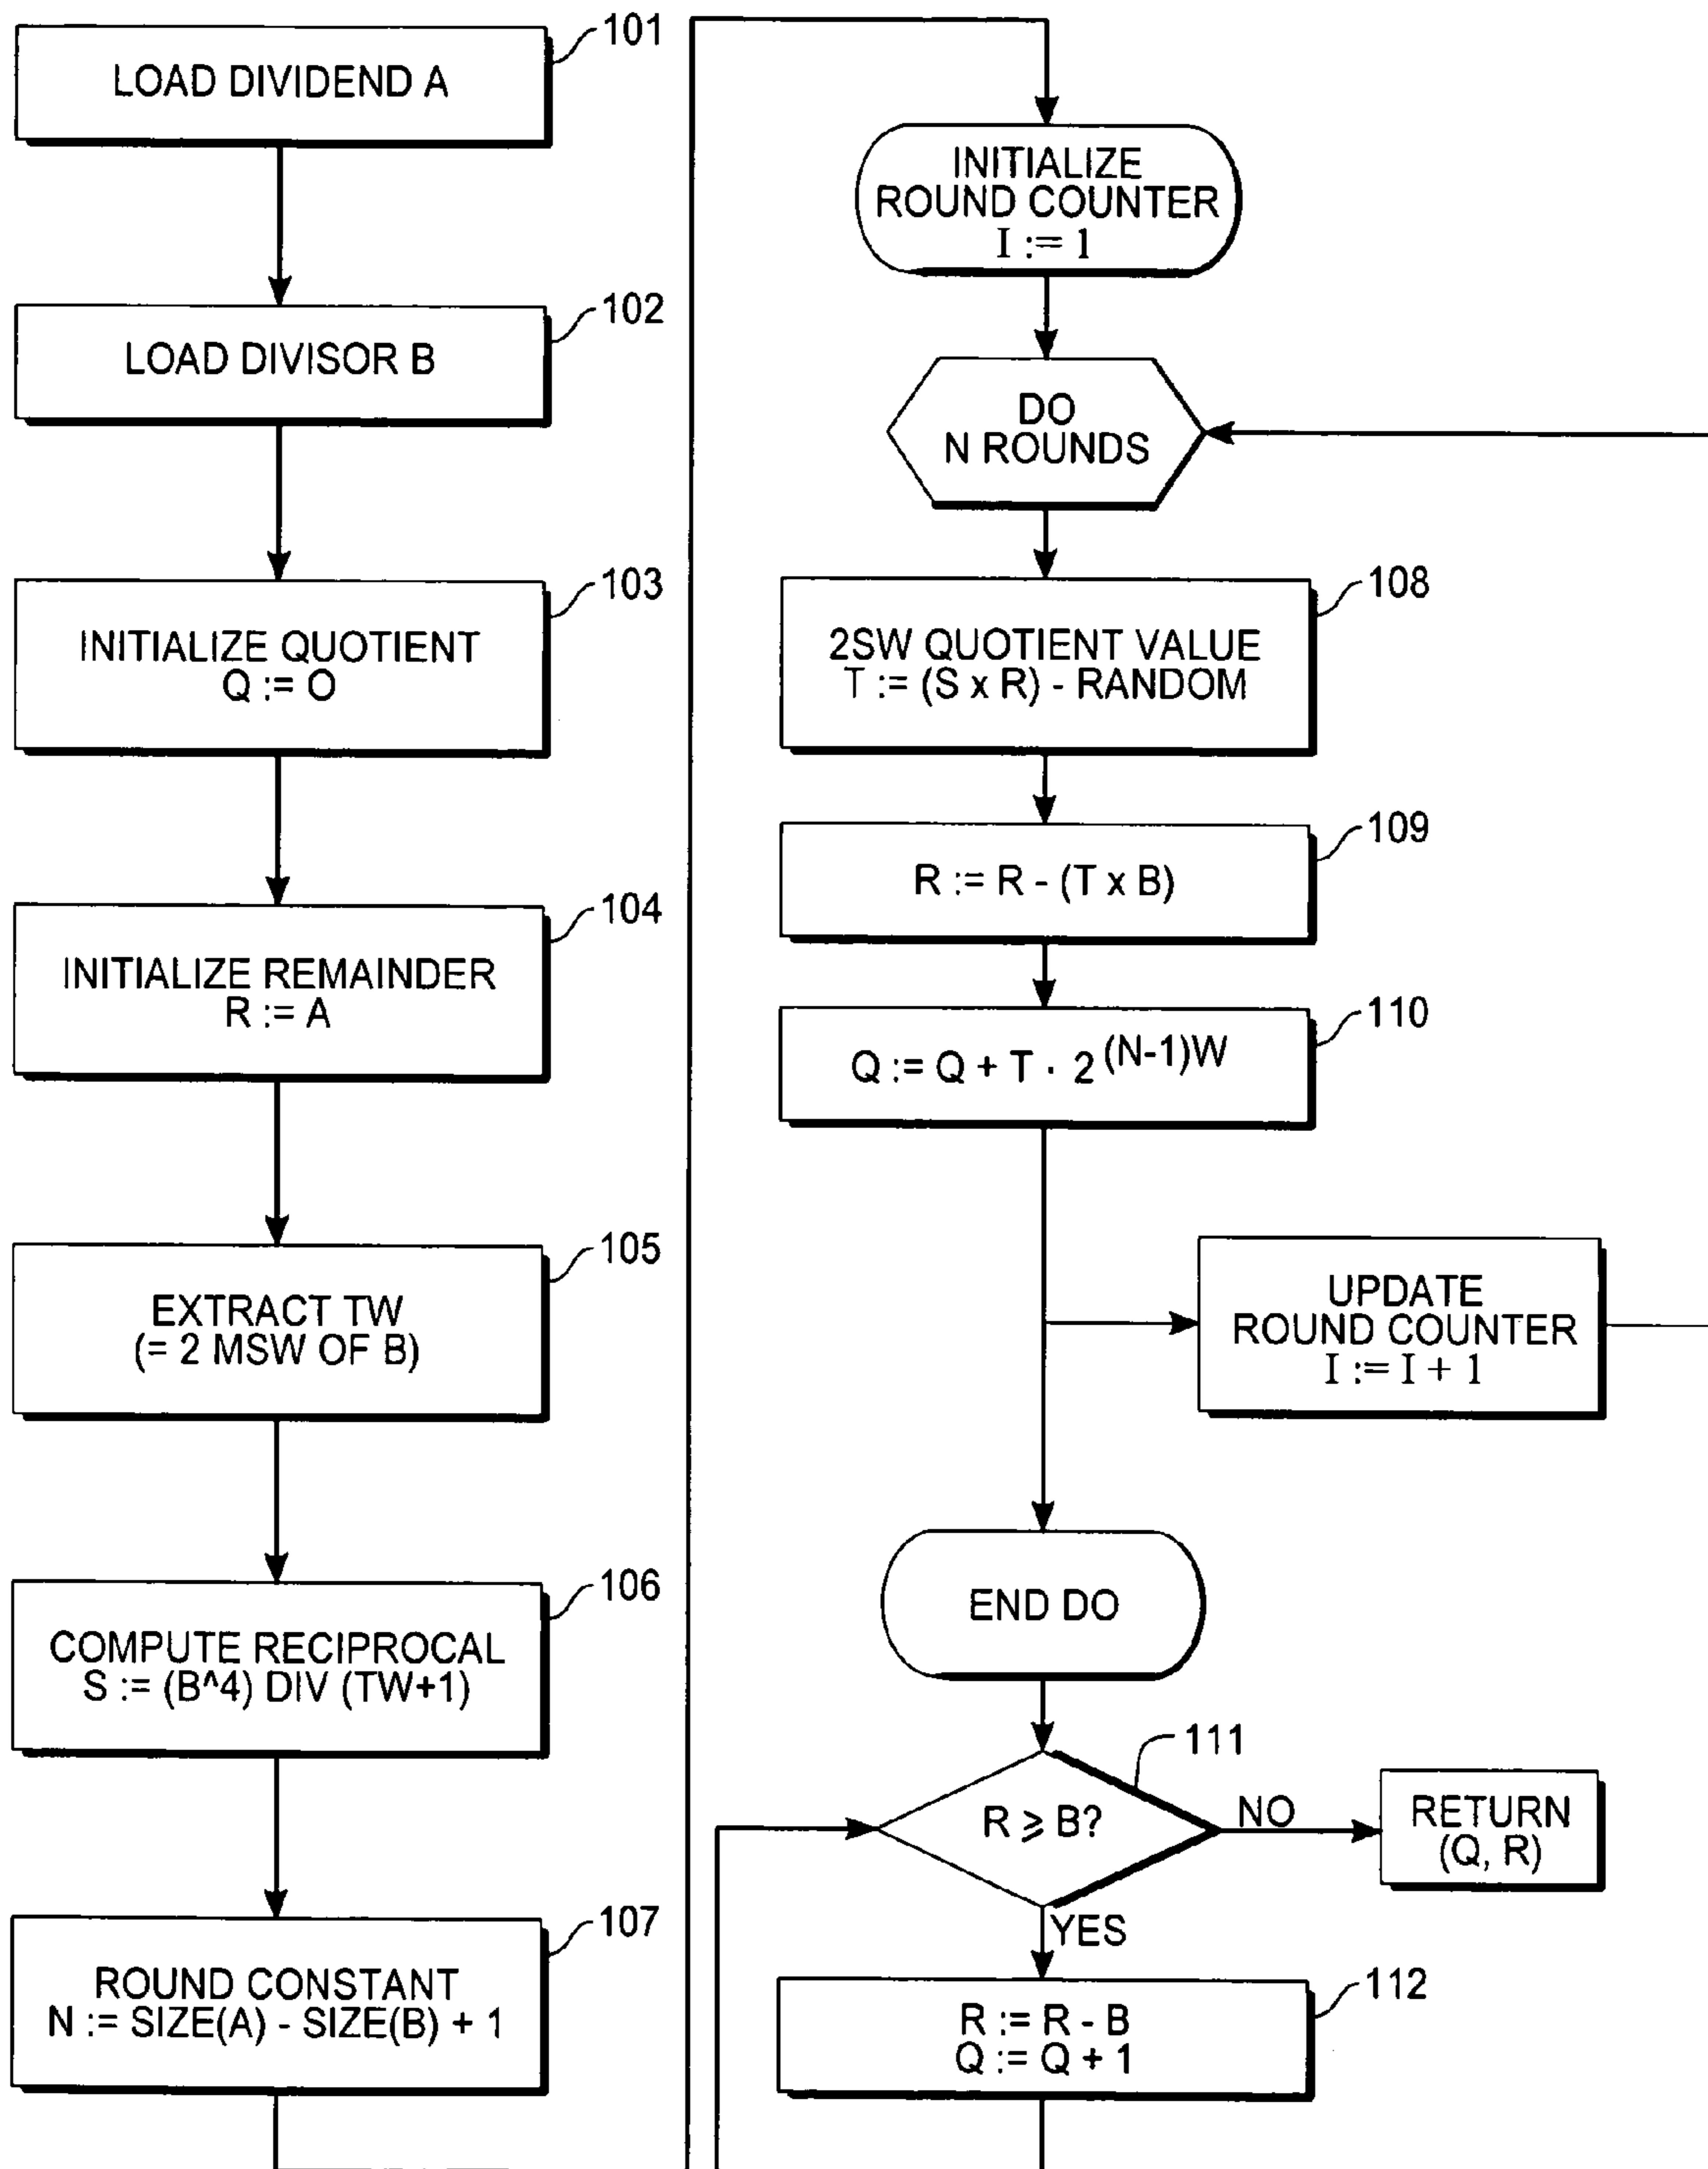 101
LOAD DIVIDEND A
102
LOAD DIVISOR B
103
INITIALIZE QUOTIENT
Q := O
104
INITIALIZE REMAINDER
R := A
105
EXTRACT TW
(= 2 MSW OF B)
106
COMPUTE RECIPROCAL
S := (B^4) DIV (TW+1)
107
ROUND CONSTANT
N := SIZE(A) - SIZE(B) + 1
INITIALIZE
ROUND COUNTER
I := 1
DO
N ROUNDS
108
2SW QUOTIENT VALUE
T := (S x R) - RANDOM
109
R := R - (T x B)
110
Q := Q + T · 2 (N-1)W
UPDATE
ROUND COUNTER
I := I + 1
END DO
111
R ⩾ B?
NO
RETURN
(Q, R)
YES
112
R := R - B
Q := Q + 1